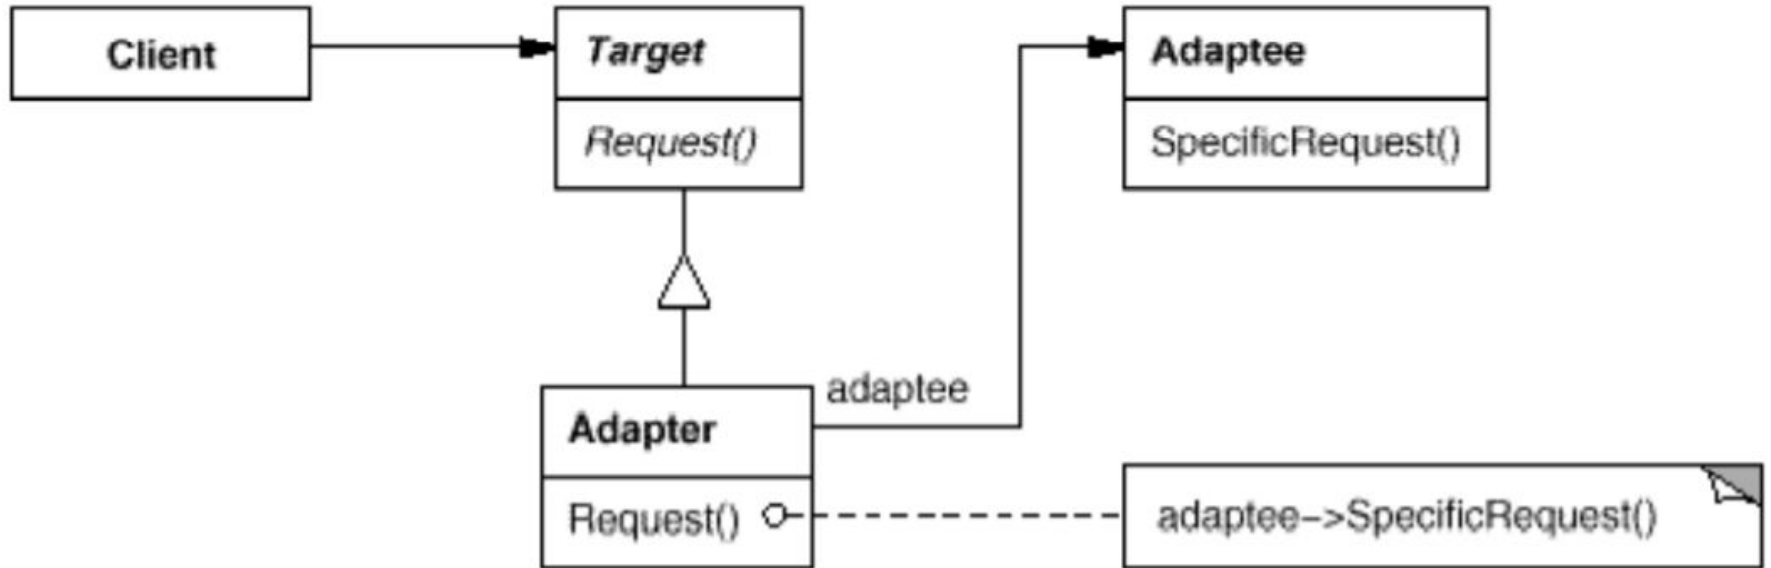 Client
Target
Request()
Adaptee
SpecificRequest()
adaptee
Adapter
Request()
adaptee–>SpecificRequest()